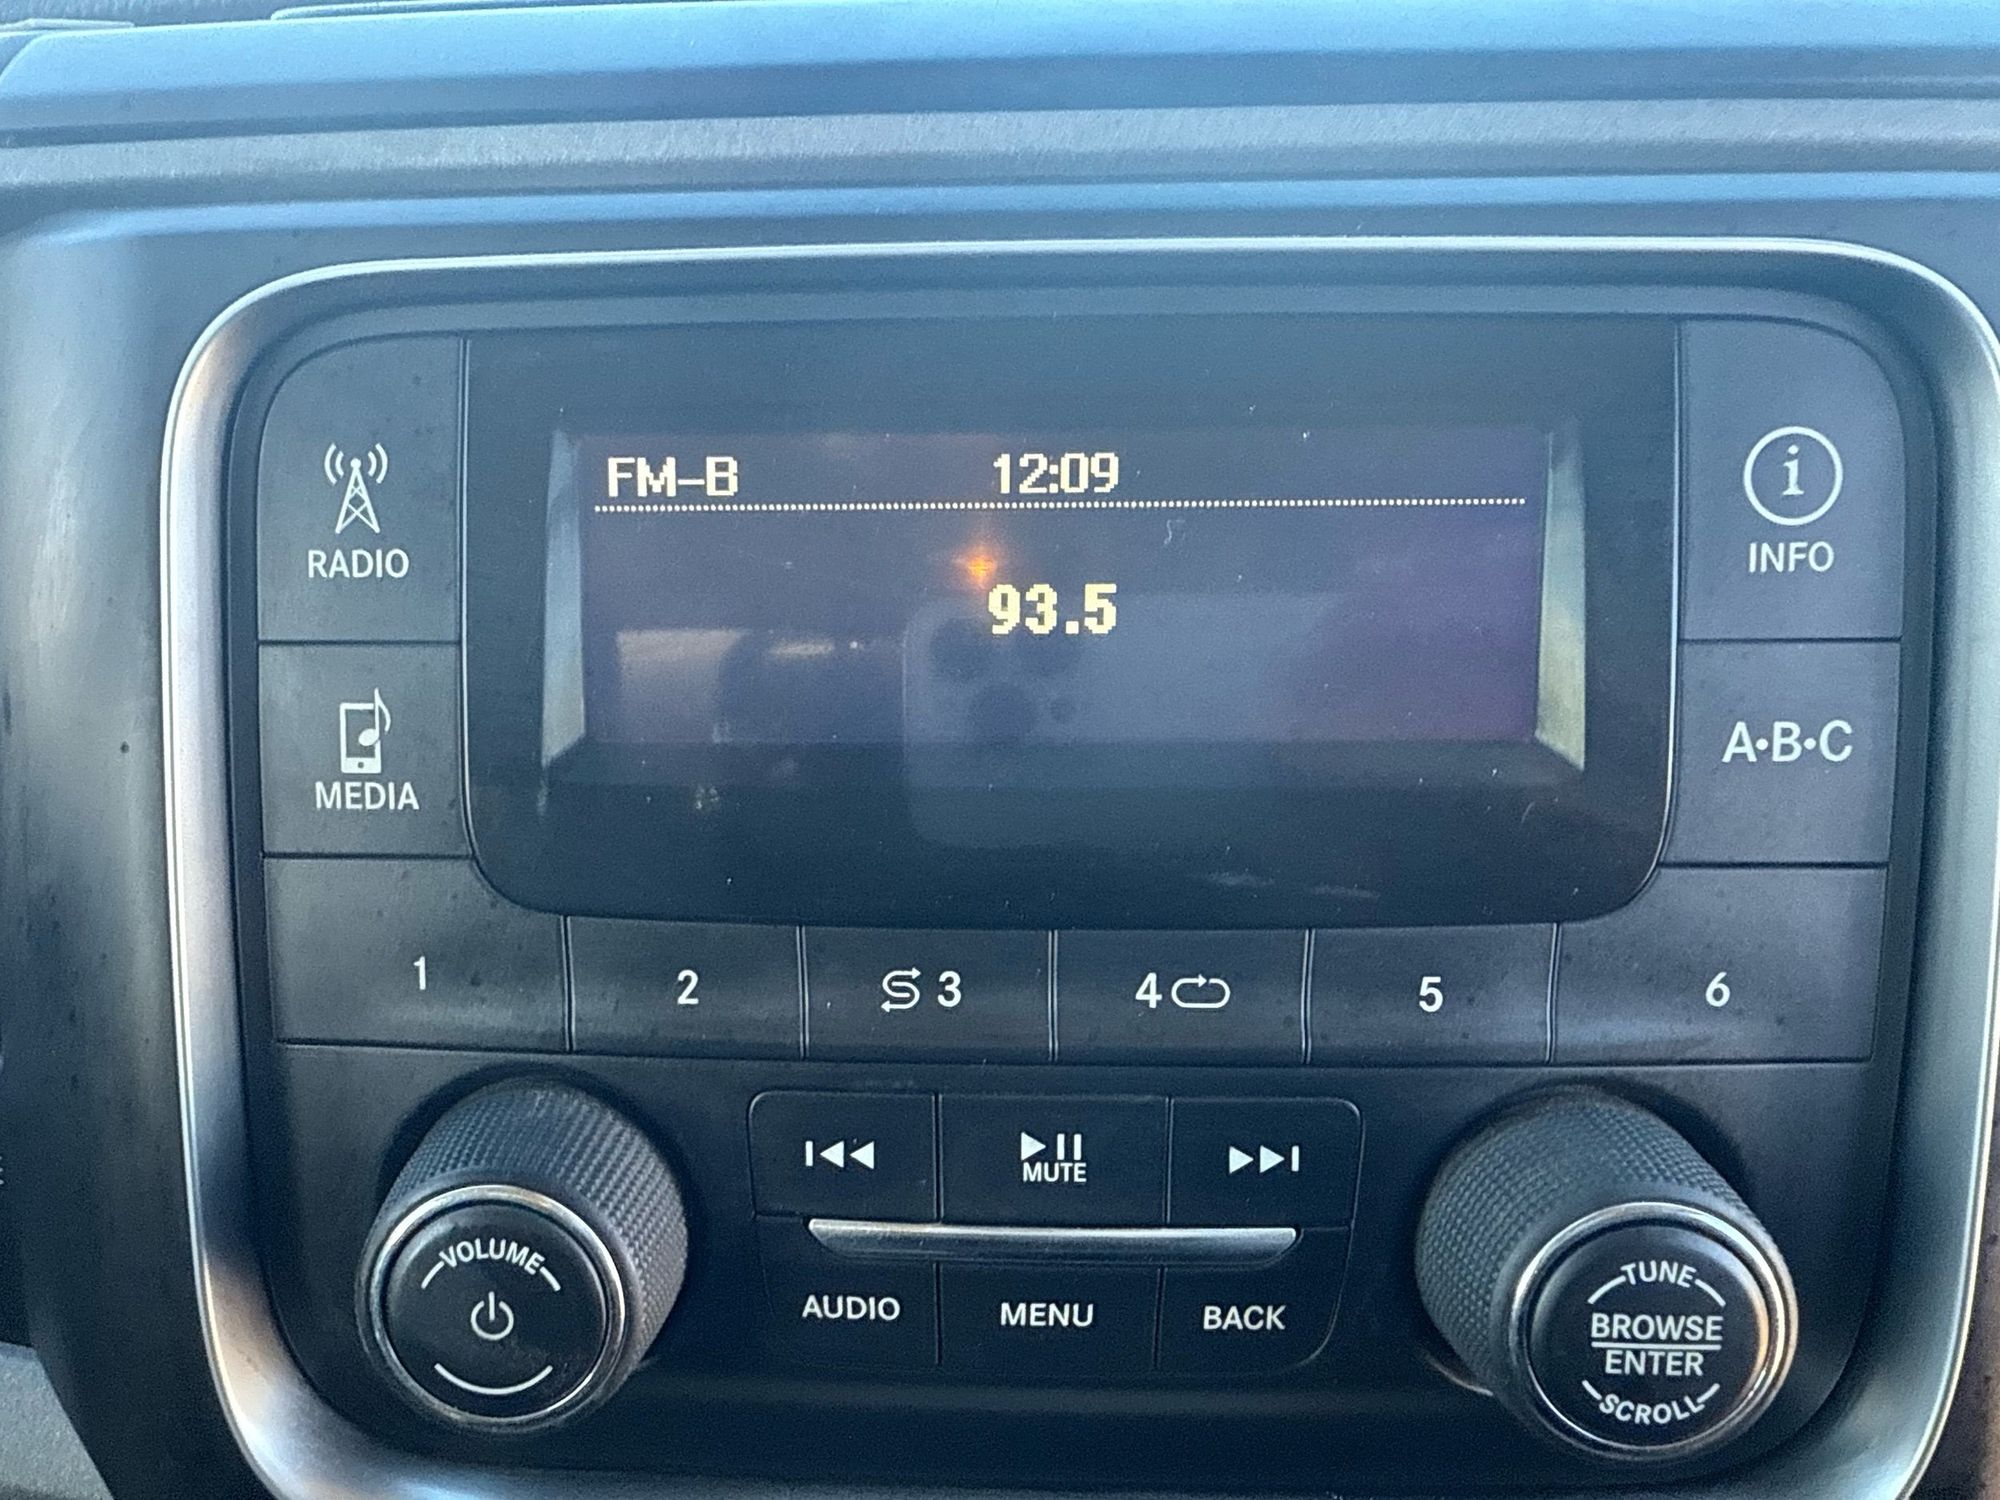 FM-B 12:09
93.5
RADIO
INFO
MEDIA
A•B•C
1 2 3 4 5 6
MUTE
VOLUME
AUDIO MENU BACK
TUNE
BROWSE
ENTER
SCROLL